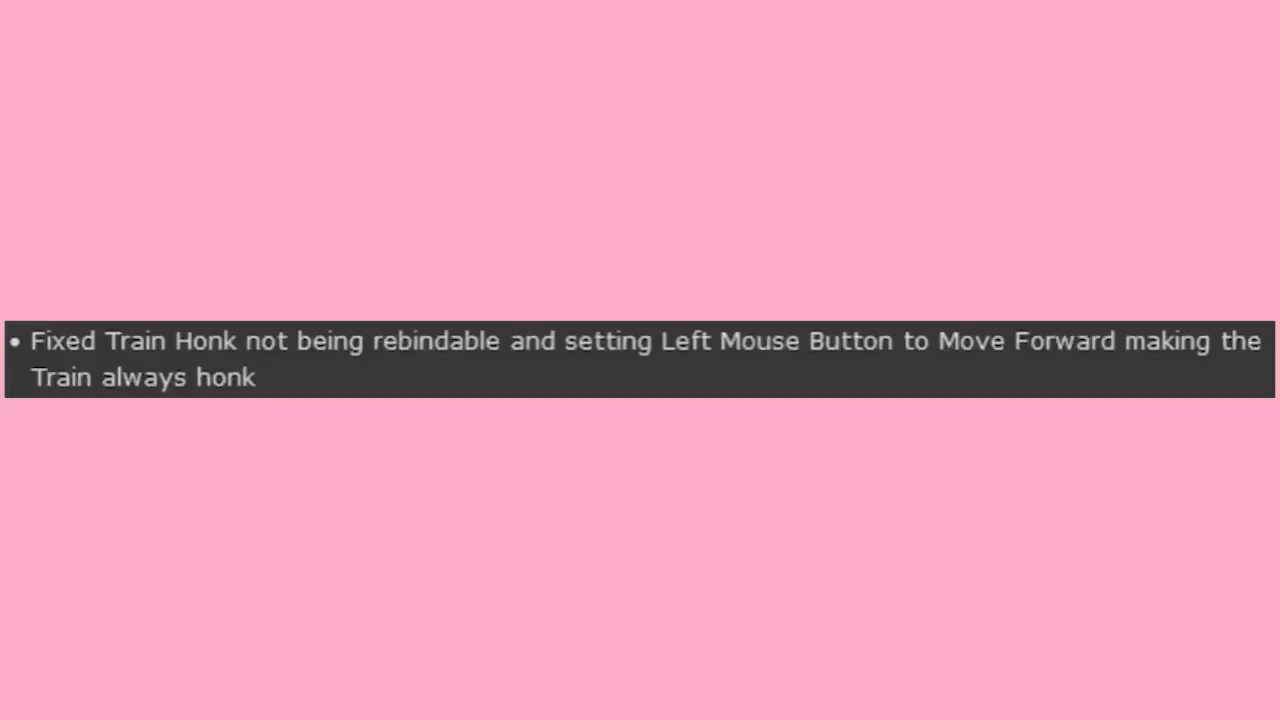 • Fixed Train Honk not being rebindable and setting Left Mouse Button to Move Forward making the
Train always honk